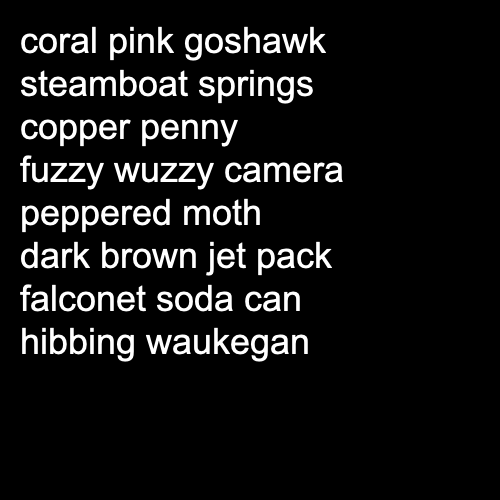 coral pink goshawk
steamboat springs
copper penny
fuzzy wuzzy camera
peppered moth
dark brown jet pack
falconet soda can
hibbing waukegan